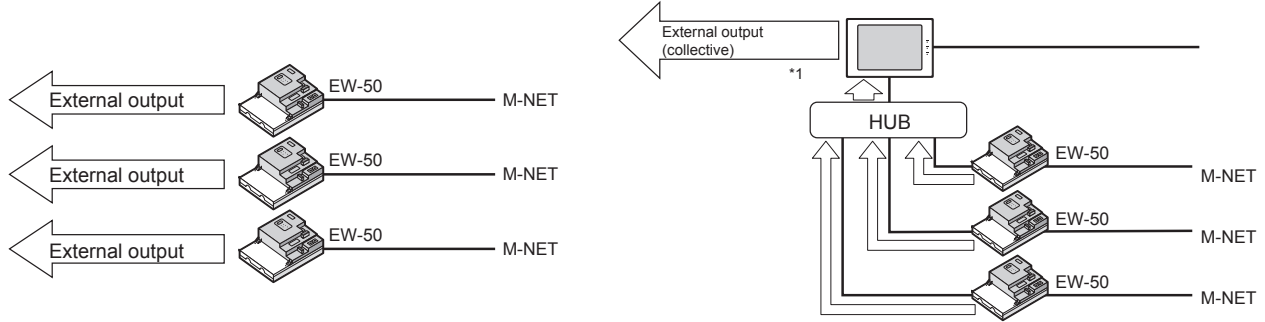 External output
EW-50
M-NET
External output
EW-50
M-NET
External output
EW-50
M-NET
External output
(collective)
*1
HUB
EW-50
M-NET
EW-50
M-NET
EW-50
M-NET